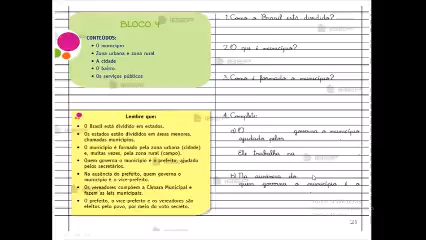 BLOCO 4
CONTEÚDOS:
• O município
• Zona urbana e zona rural
• A cidade
• O bairro
• Os serviços públicos
Lembre que:
• O Brasil está dividido em estados.
• Os estados estão divididos em áreas menores,
chamadas municípios.
• O município é formado pela zona urbana (cidade)
e, muitas vezes, pela zona rural (campo).
• Quem governa o município é o prefeito, ajudado
pelos secretários.
• Na ausência do prefeito, quem governa o
município é o vice-prefeito.
• Os vereadores compõem a Câmara Municipal e
fazem as leis municipais.
• O prefeito, o vice-prefeito e os vereadores são
eleitos pelo povo, por meio do voto secreto.
1. Como o Brasil está dividido?
2. O que é município?
3. Como é formado o município?
4. Complete:
a) O governa o município
ajudado pelos
Ele trabalha na
b) Na ausência do
quem governa o município é o